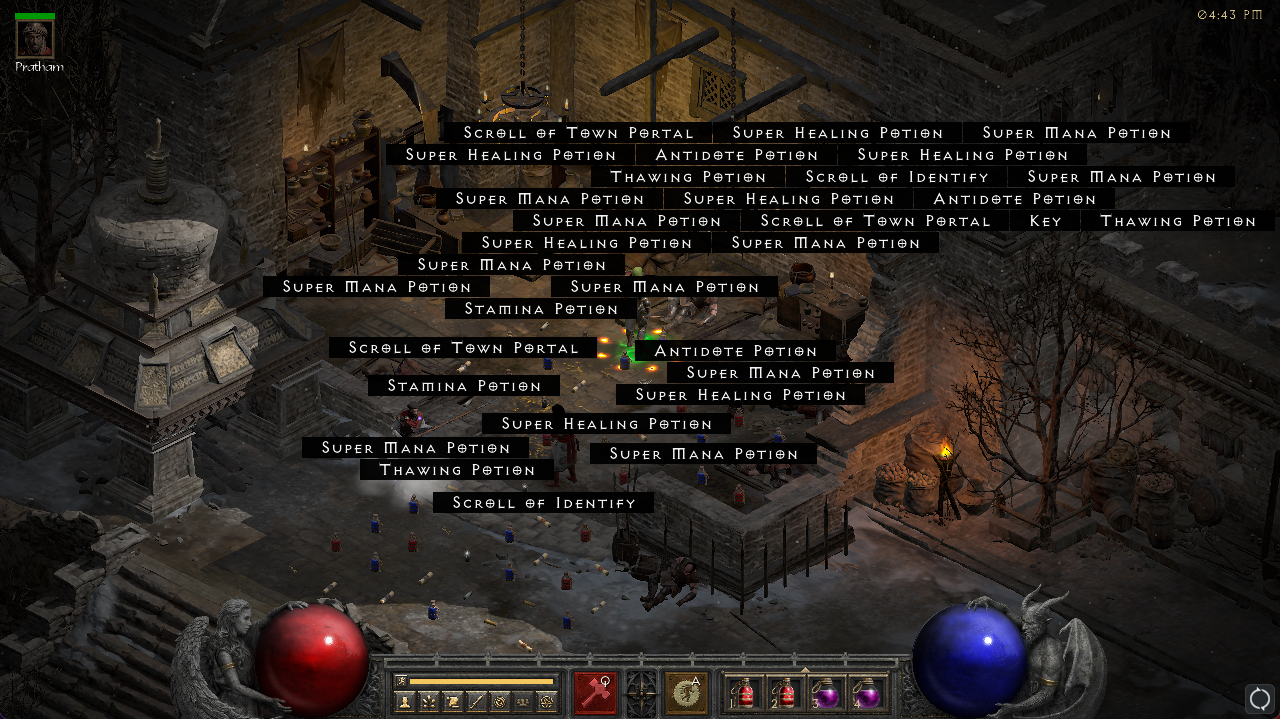 04:43 PM
Pratham
Scroll of Town Portal Super Healing Potion Super Mana Potion
Super Healing Potion Antidote Potion Super Healing Potion
Thawing Potion Scroll of Identify Super Mana Potion
Super Mana Potion Super Healing Potion Antidote Potion
Super Mana Potion Scroll of Town Portal Key Thawing Potion
Super Healing Potion Super Mana Potion
Super Mana Potion
Super Mana Potion Super Mana Potion
Stamina Potion
Scroll of Town Portal Antidote Potion
Super Mana Potion
Stamina Potion Super Healing Potion
Super Healing Potion
Super Mana Potion Super Mana Potion
Thawing Potion
Scroll of Identify
Q A
1 2 3 4